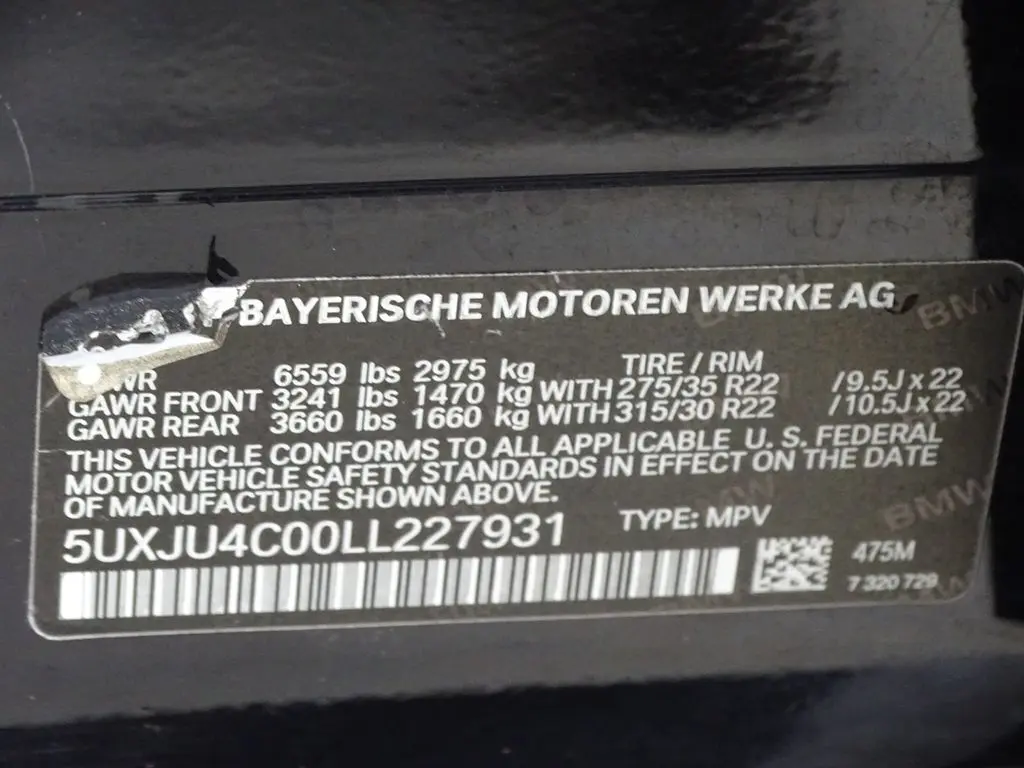 BAYERISCHE MOTOREN WERKE AG
TIRE / RIM
6559 lbs 2975 kg
GAWR FRONT 3241 lbs 1470 kg WITH 275/35 R22 /9.5J x 22
GAWR REAR 3660 lbs 1660 kg WITH 315/30 R22 /10.5J x 22
THIS VEHICLE CONFORMS TO ALL APPLICABLE U. S. FEDERAL
MOTOR VEHICLE SAFETY STANDARDS IN EFFECT ON THE DATE
OF MANUFACTURE SHOWN ABOVE.
5UXJU4C00LL227931 TYPE: MPV
475M
7 320 729
BMW
BMW
BMW